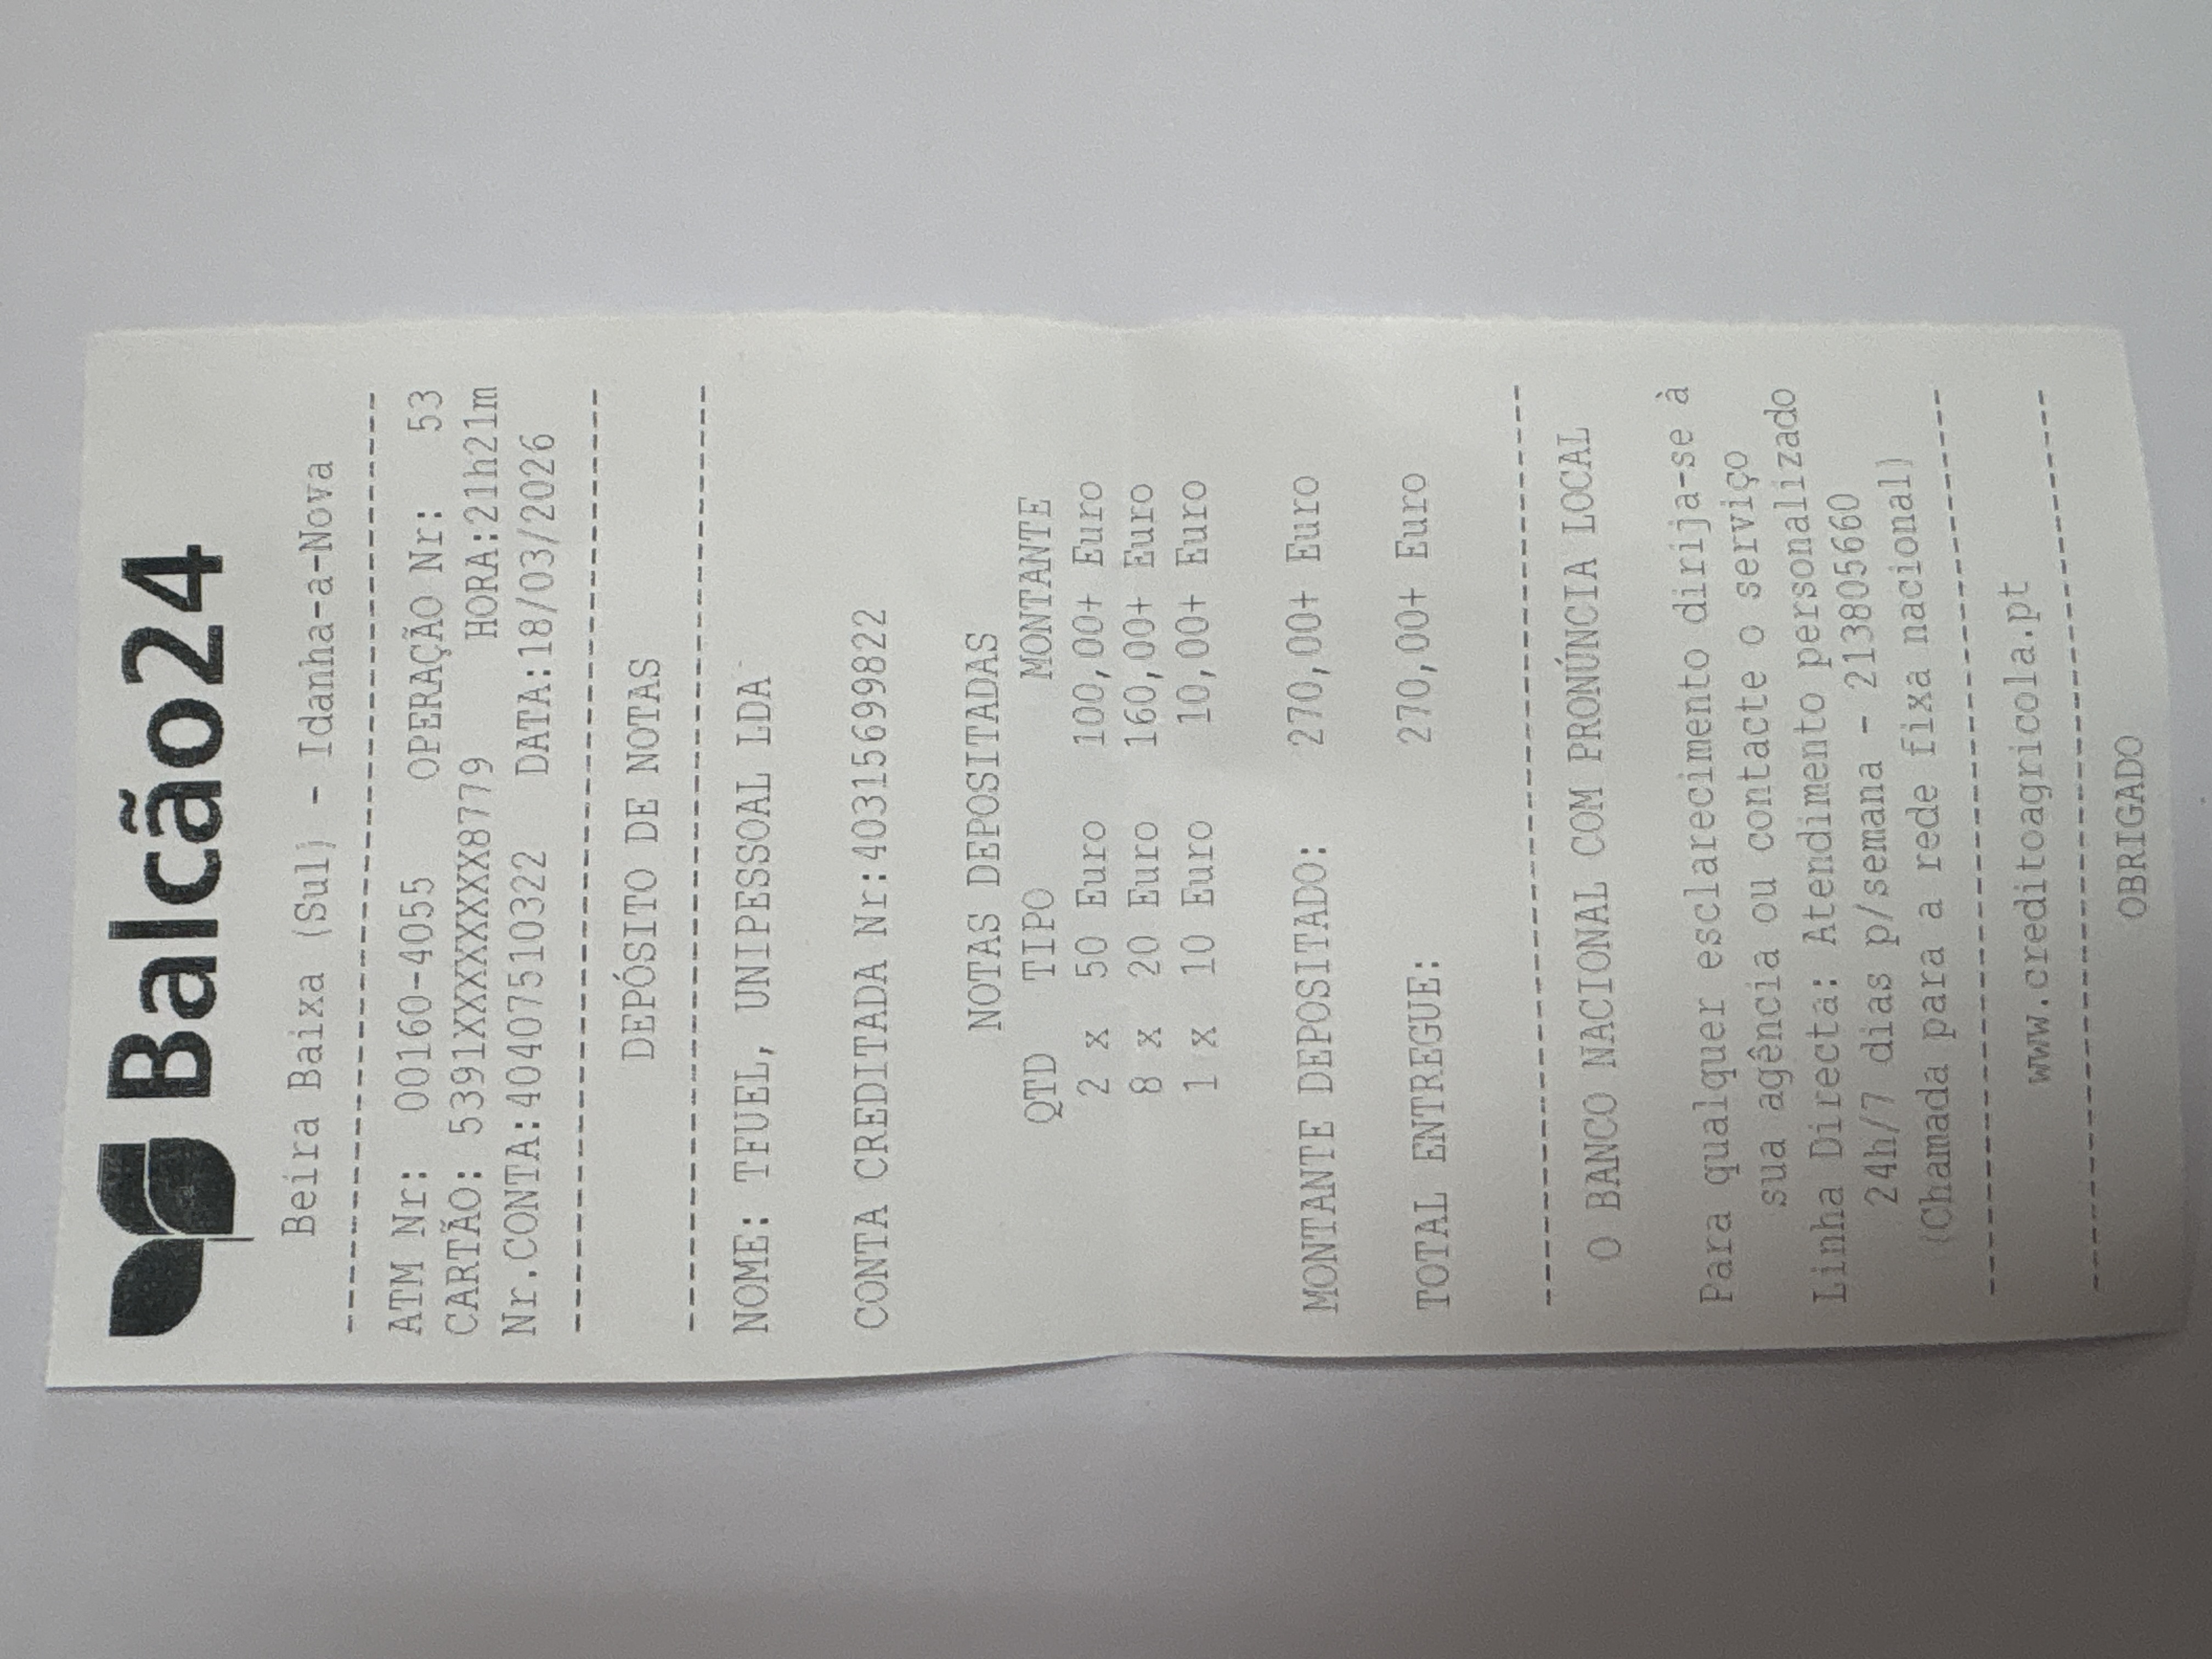 Balcão24
Beira Baixa (Sul) - Idanha-a-Nova
ATM Nr: 00160-4055 OPERAÇÃO Nr: 53
CARTÃO: 5391XXXXXXXX8779 HORA:21h21m
Nr.CONTA:40407510322 DATA:18/03/2026
DEPÓSITO DE NOTAS
NOME: TFUEL, UNIPESSOAL LDA
CONTA CREDITADA Nr:40315699822
NOTAS DEPOSITADAS
QTD TIPO MONTANTE
2 x 50 Euro 100,00+ Euro
8 x 20 Euro 160,00+ Euro
1 x 10 Euro 10,00+ Euro
MONTANTE DEPOSITADO: 270,00+ Euro
TOTAL ENTREGUE: 270,00+ Euro
O BANCO NACIONAL COM PRONÚNCIA LOCAL
Para qualquer esclarecimento dirija-se à
sua agência ou contacte o serviço
Linha Directa: Atendimento personalizado
24h/7 dias p/semana - 213805660
(Chamada para a rede fixa nacional)
www.creditoagricola.pt
OBRIGADO